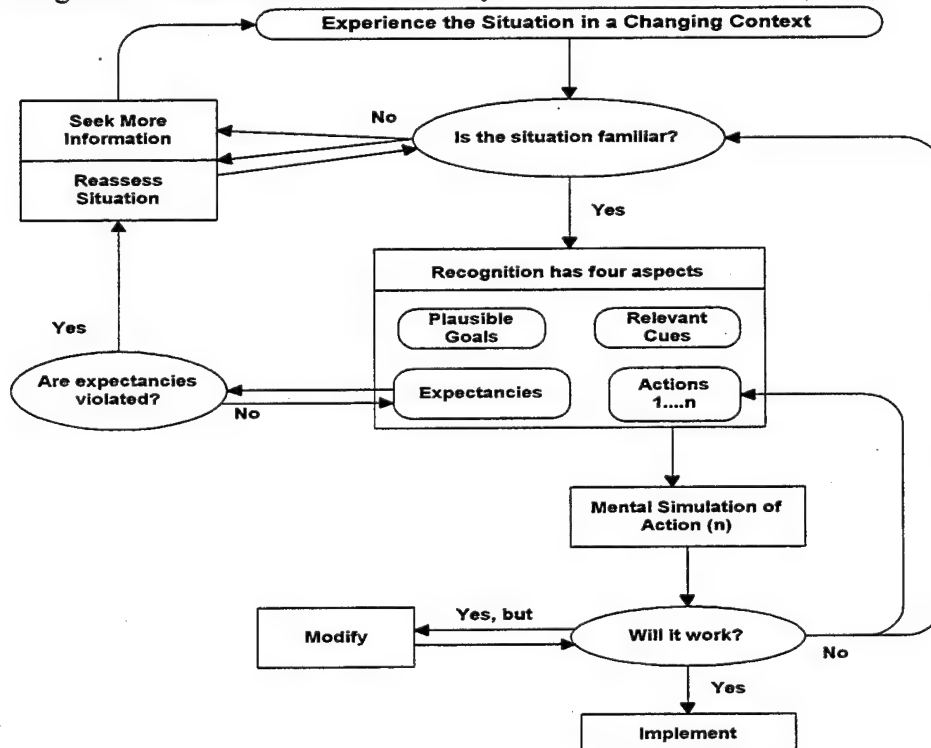 Experience the Situation in a Changing Context
Seek More
Information
No
Is the situation familiar?
Reassess
Situation
Yes
Recognition has four aspects
Plausible
Goals
Relevant
Cues
Yes
Are expectancies
violated?
No
Expectancies
Actions
1....n
Mental Simulation of
Action (n)
Yes, but
Modify
Will it work?
No
Yes
Implement